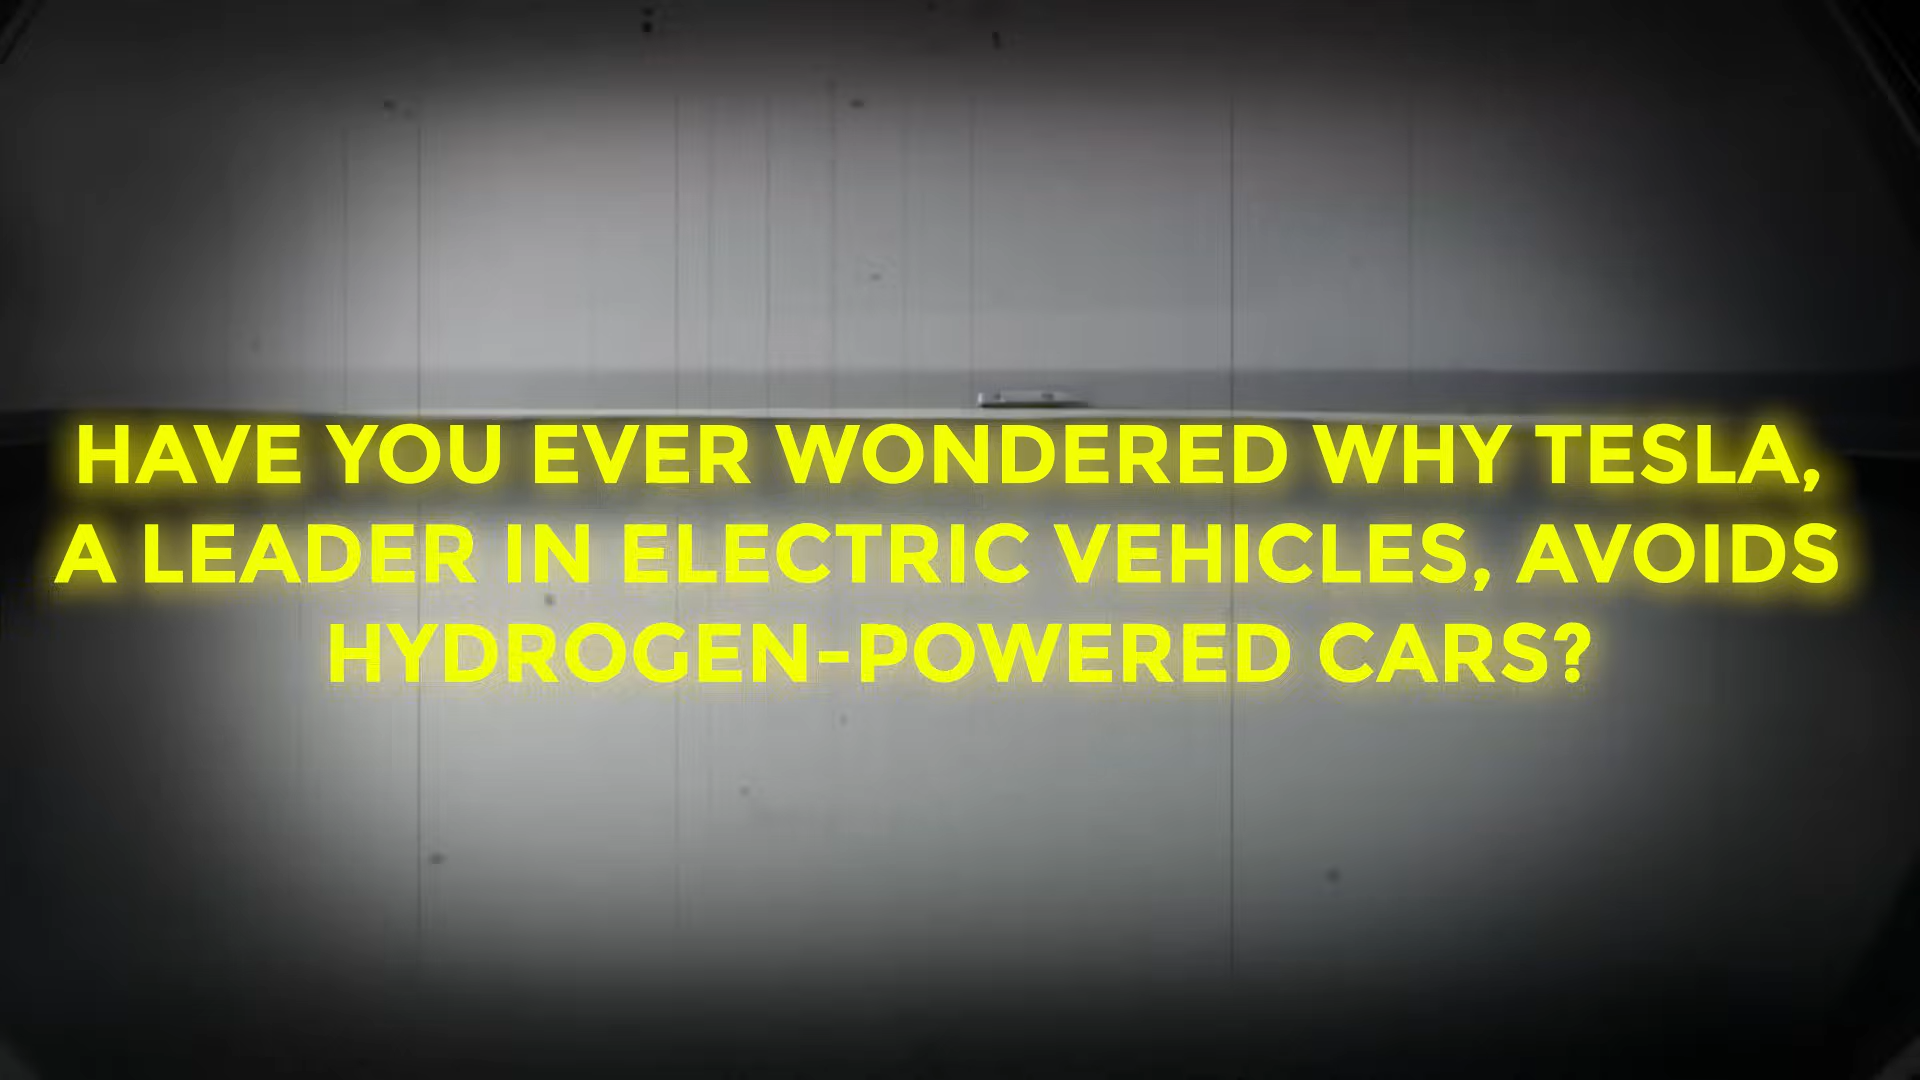 HAVE YOU EVER WONDERED WHY TESLA,
A LEADER IN ELECTRIC VEHICLES, AVOIDS
HYDROGEN-POWERED CARS?